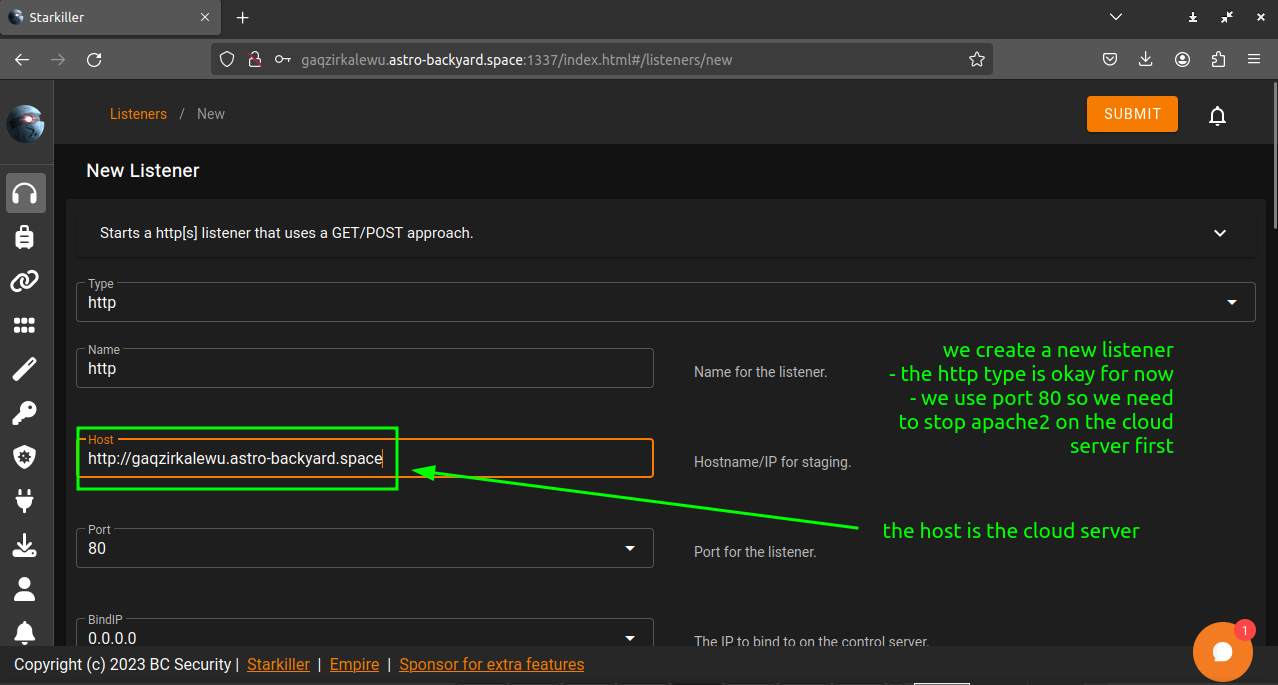 Starkiller
gaqzirkalewu.astro-backyard.space:1337/index.html#/listeners/new
Listeners / New
SUBMIT
New Listener
Starts a http[s] listener that uses a GET/POST approach.
Type
http
Name
http
Name for the listener.
we create a new listener
- the http type is okay for now
- we use port 80 so we need
to stop apache2 on the cloud
server first
Host
http://gaqzirkalewu.astro-backyard.space
Hostname/IP for staging.
the host is the cloud server
Port
80
Port for the listener.
BindIP
0.0.0.0
The IP to bind to on the control server.
1
Copyright (c) 2023 BC Security | Starkiller | Empire | Sponsor for extra features